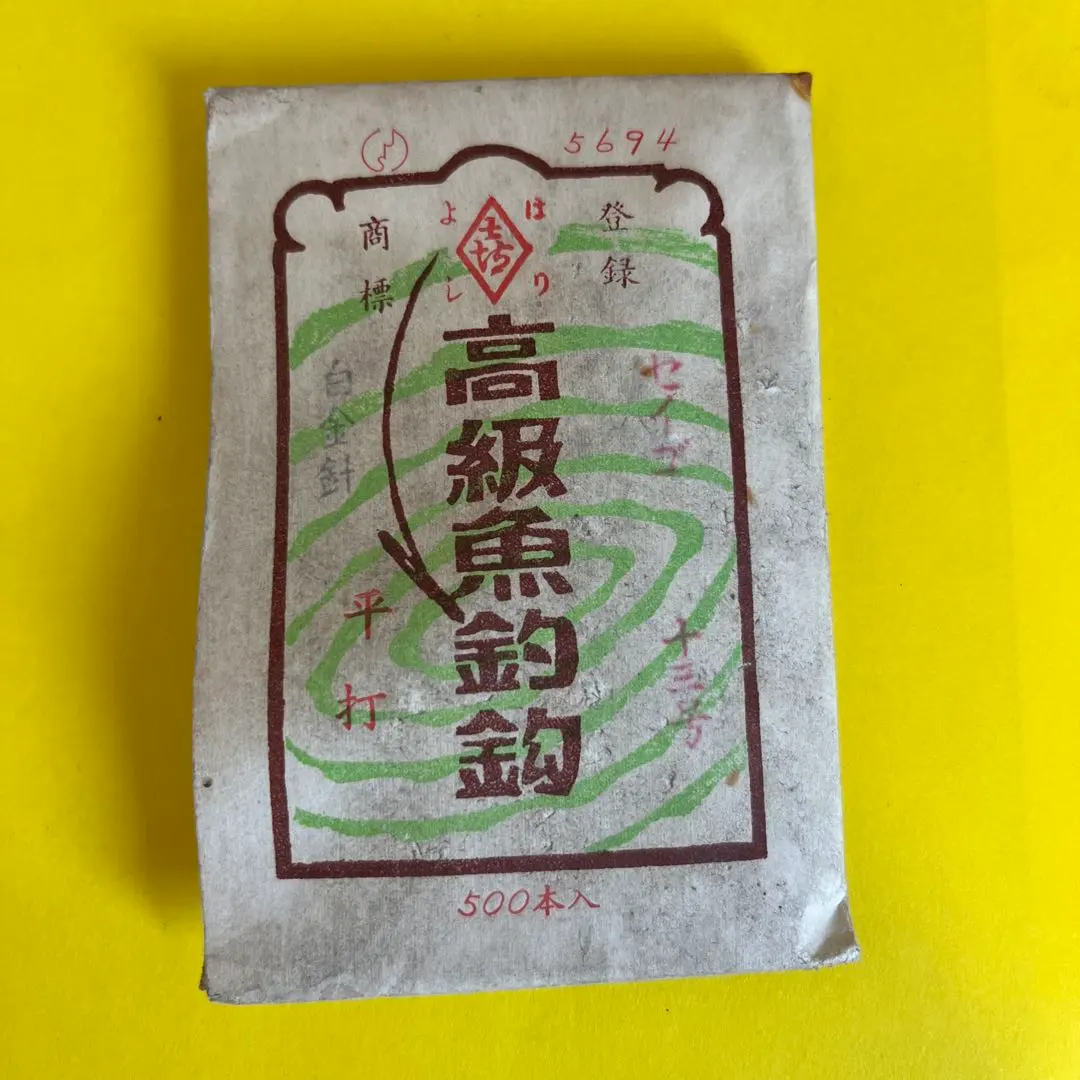 5694
登録
はり
よし
商標
高級魚釣鈎
セイゴ
十三号
白金針
平打
500本入